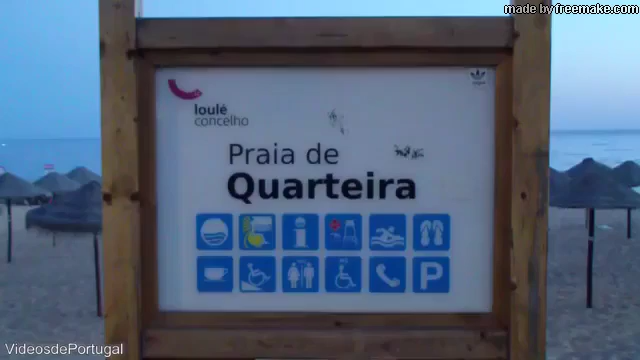 made by freemake.com
loulé
concelho
Praia de
Quarteira
P
VideosdePortugal